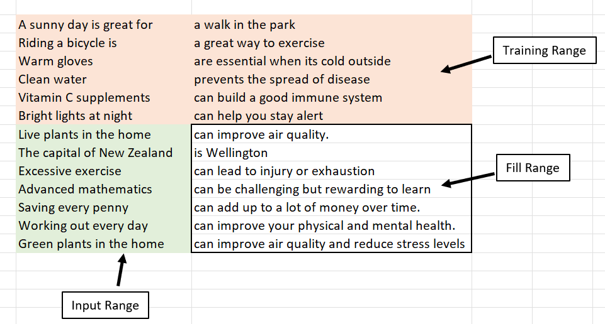 A sunny day is great for a walk in the park
Riding a bicycle is a great way to exercise
Warm gloves are essential when its cold outside
Clean water prevents the spread of disease
Vitamin C supplements can build a good immune system
Bright lights at night can help you stay alert
Live plants in the home can improve air quality.
The capital of New Zealand is Wellington
Excessive exercise can lead to injury or exhaustion
Advanced mathematics can be challenging but rewarding to learn
Saving every penny can add up to a lot of money over time.
Working out every day can improve your physical and mental health.
Green plants in the home can improve air quality and reduce stress levels
Training Range
Fill Range
Input Range